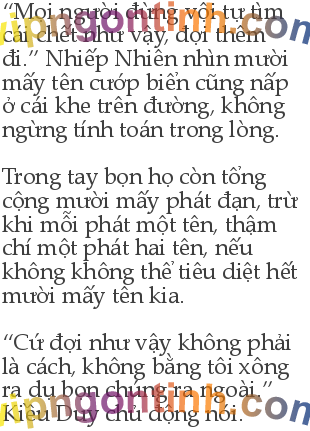 “Mọi người đừng vội tự tìm
cái chết như vậy, đợi thêm
đi.” Nhiếp Nhiên nhìn mười
mấy tên cướp biển cũng nấp
ở cái khe trên đường, không
ngừng tính toán trong lòng.
Trong tay bọn họ còn tổng
cộng mười mấy phát đạn, trừ
khi mỗi phát một tên, thậm
chí một phát hai tên, nếu
không không thể tiêu diệt hết
mười mấy tên kia.
“Cứ đợi như vậy không phải
là cách, không bằng tôi xông
ra dụ bọn chúng ra ngoài.”
Kiều Duy chủ động nói.
vipngontinh.com
vipngontinh.com